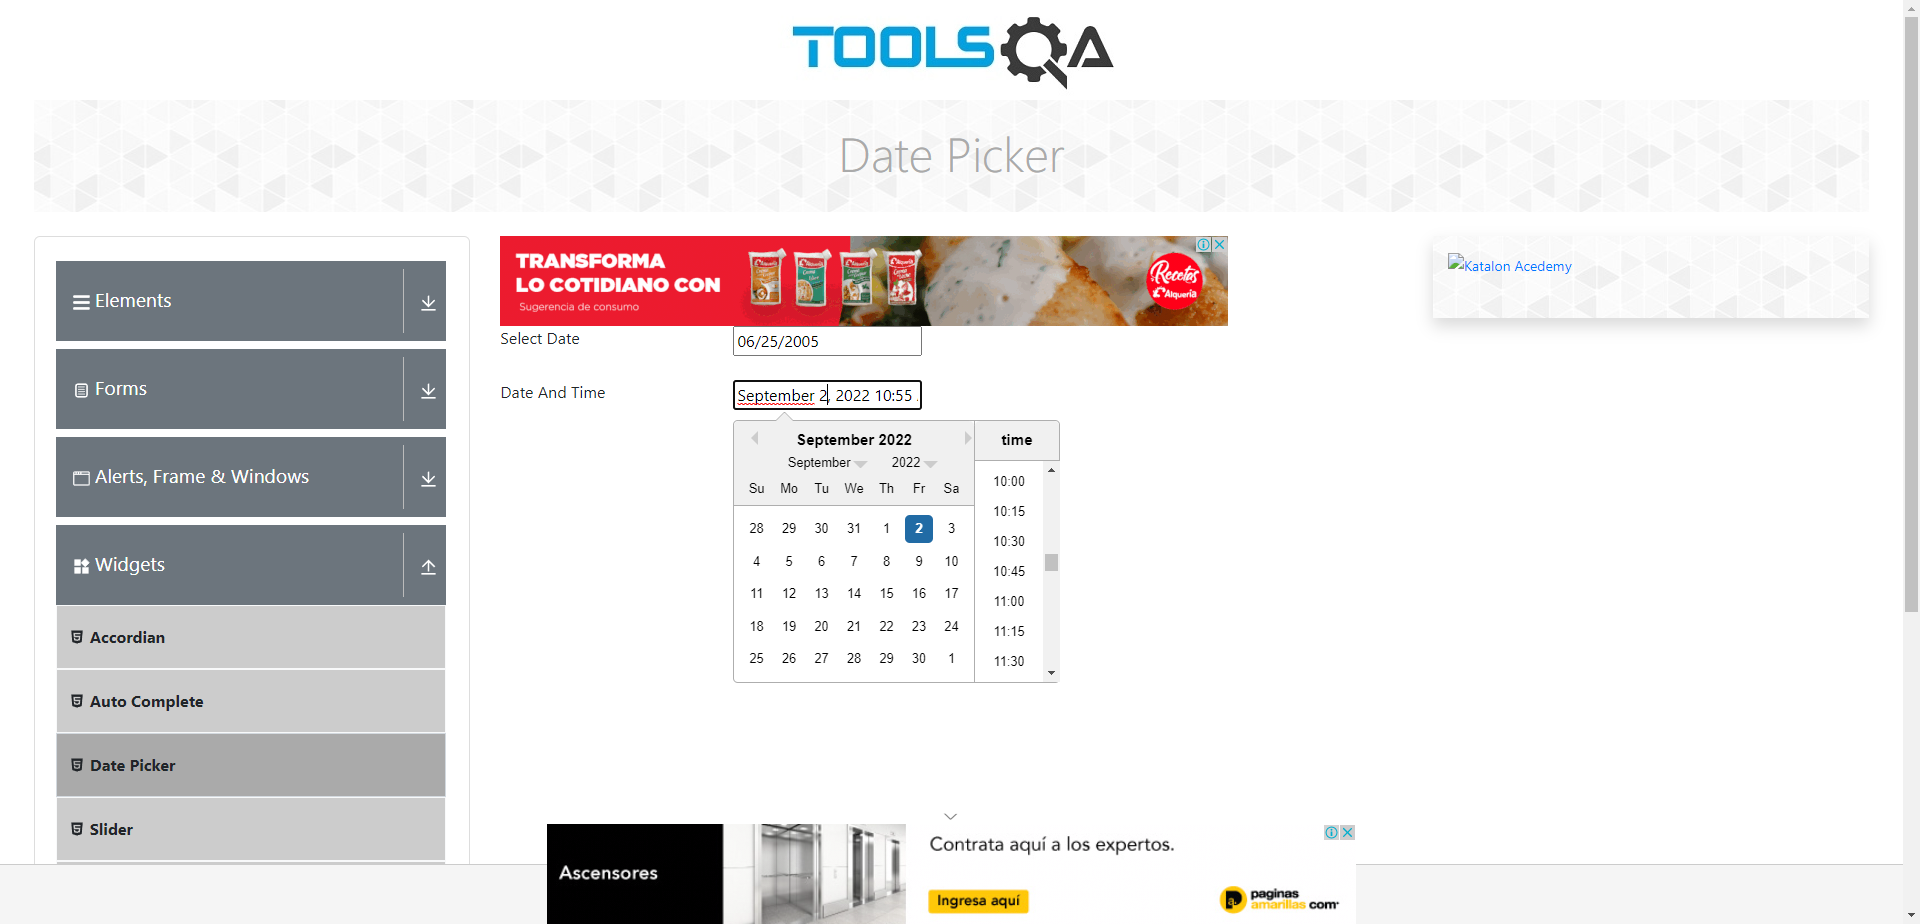 TOOLSQA
Date Picker
Elements
Forms
Alerts, Frame & Windows
Widgets
Accordian
Auto Complete
Date Picker
Slider
TRANSFORMA
LO COTIDIANO CON
Sugerencia de consumo
Recetas
Alquería
Select Date
06/25/2005
Date And Time
September 2, 2022 10:55
September 2022
September 2022
Su Mo Tu We Th Fr Sa
28 29 30 31 1 2 3
4 5 6 7 8 9 10
11 12 13 14 15 16 17
18 19 20 21 22 23 24
25 26 27 28 29 30 1
time
10:00
10:15
10:30
10:45
11:00
11:15
11:30
Katalon Acedemy
Ascensores
Contrata aquí a los expertos.
Ingresa aquí
paginas
amarillas.com